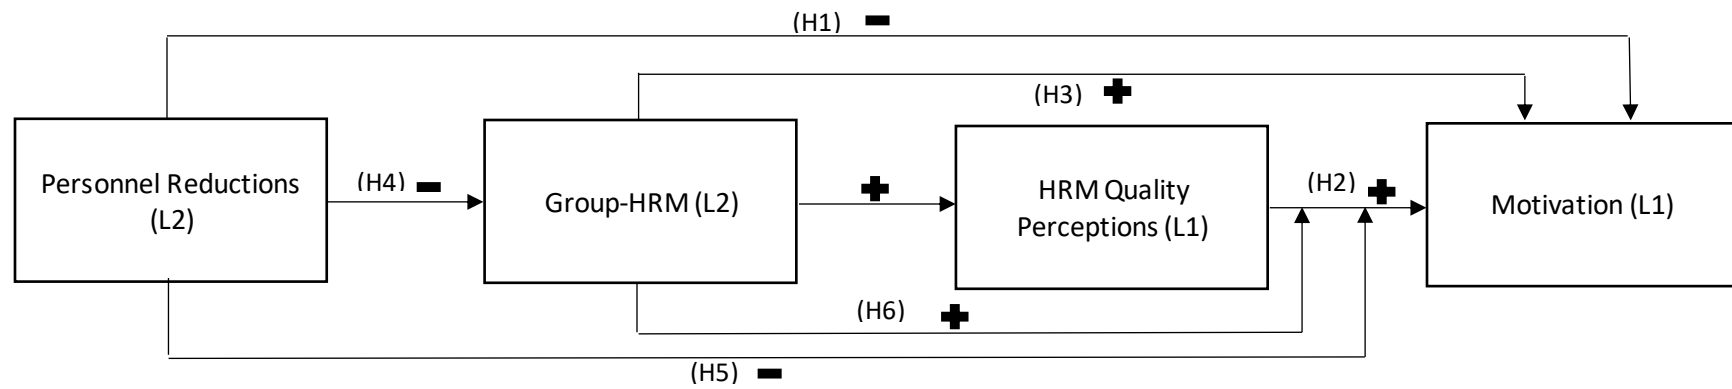 (H1) −
(H3) +
Personnel Reductions
(L2)
(H4) −
Group-HRM (L2)
+
HRM Quality
Perceptions (L1)
(H2) +
Motivation (L1)
(H6) +
(H5) −